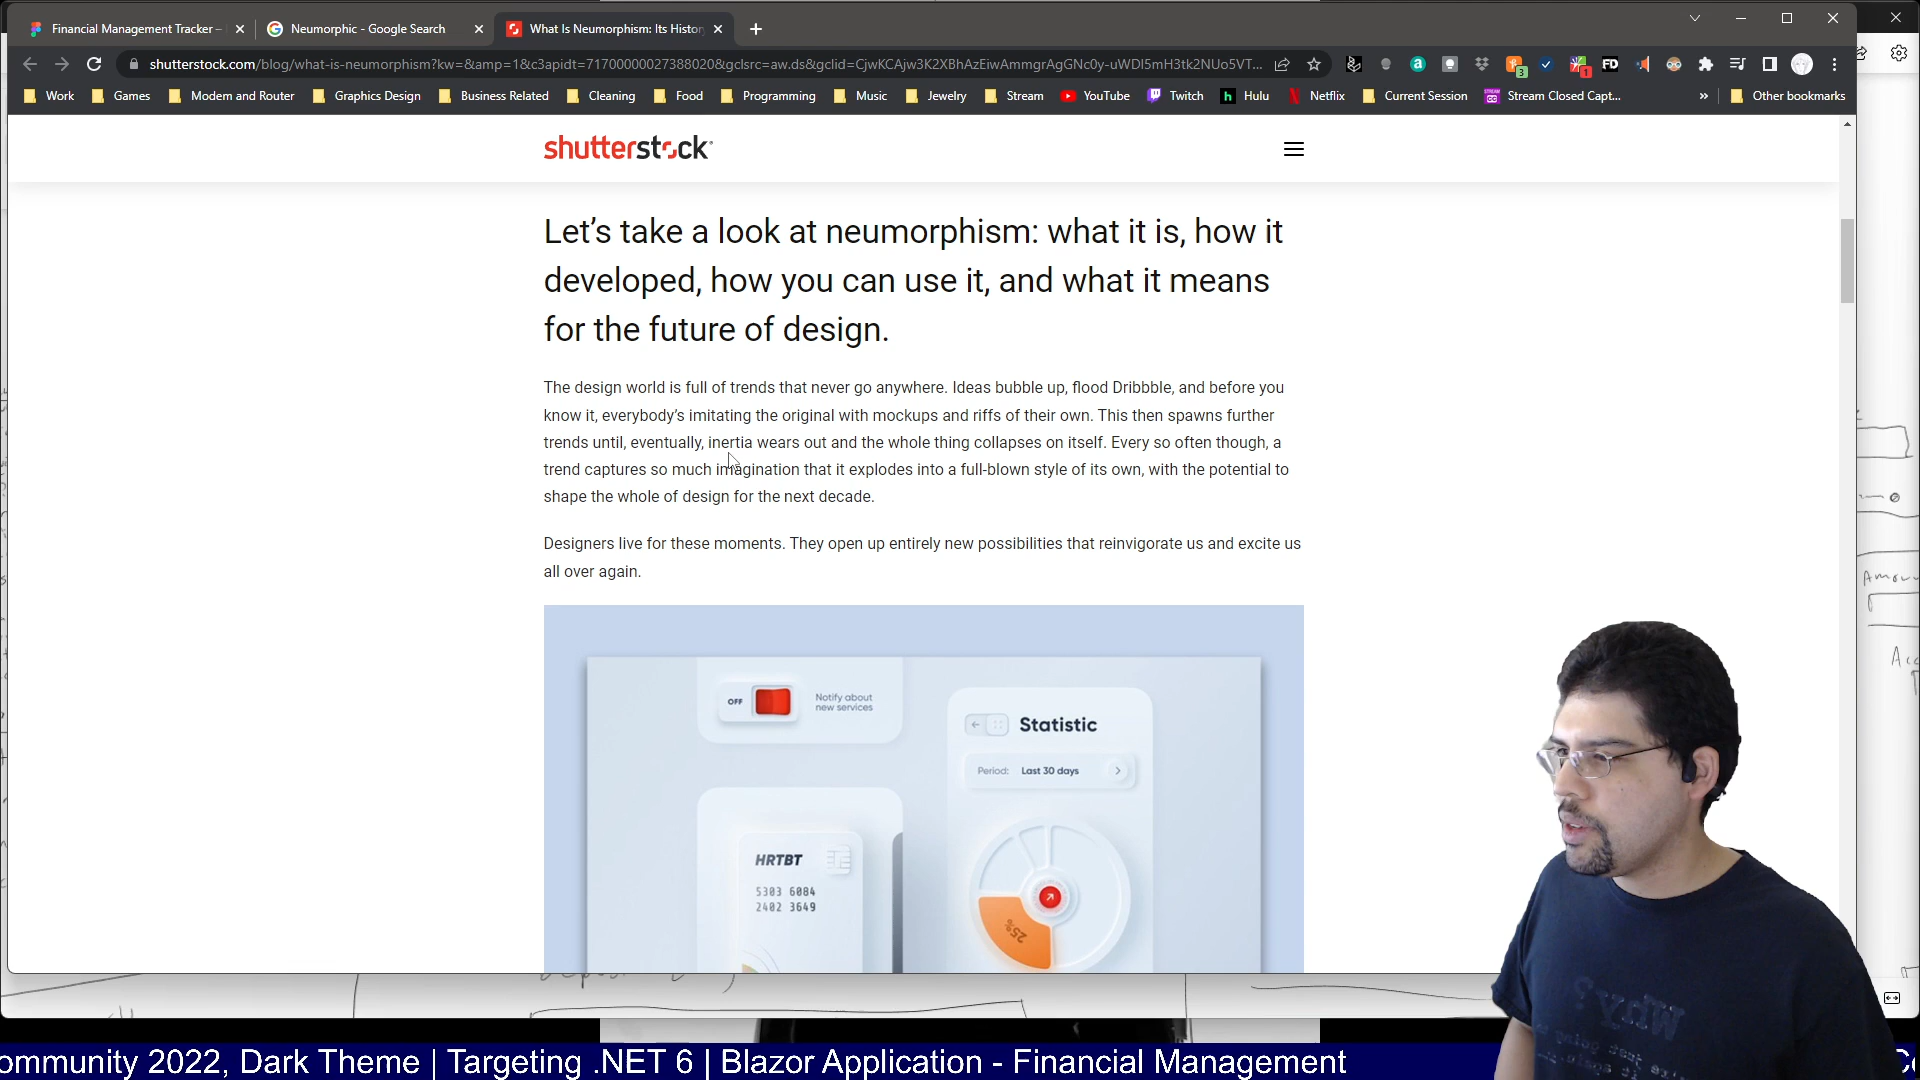 Financial Management Tracker –
Neumorphic - Google Search
What Is Neumorphism: Its Histor
shutterstock.com/blog/what-is-neumorphism?kw=&amp=1&c3apidt=71700000027388020&gclsrc=aw.ds&gclid=CjwKCAjw3K2XBhAzEiwAmmgrAgGNc0y-uWDl5mH3tk2NUo5VT...
Work
Games
Modem and Router
Graphics Design
Business Related
Cleaning
Food
Programming
Music
Jewelry
Stream
YouTube
Twitch
Hulu
Netflix
Current Session
Stream Closed Capt...
»
Other bookmarks
shutterstock
Let’s take a look at neumorphism: what it is, how it
developed, how you can use it, and what it means
for the future of design.
The design world is full of trends that never go anywhere. Ideas bubble up, flood Dribbble, and before you
know it, everybody’s imitating the original with mockups and riffs of their own. This then spawns further
trends until, eventually, inertia wears out and the whole thing collapses on itself. Every so often though, a
trend captures so much imagination that it explodes into a full-blown style of its own, with the potential to
shape the whole of design for the next decade.
Designers live for these moments. They open up entirely new possibilities that reinvigorate us and excite us
all over again.
OFF
Notify about
new services
Statistic
Period: Last 30 days
HRTBT
5303 6084
2402 3649
25%
ommunity 2022, Dark Theme | Targeting .NET 6 | Blazor Application - Financial Management